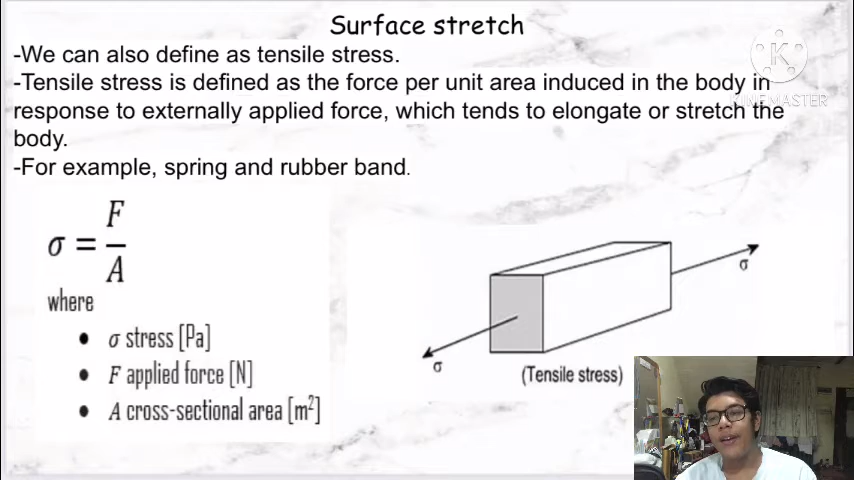 Surface stretch
-We can also define as tensile stress.
-Tensile stress is defined as the force per unit area induced in the body in
response to externally applied force, which tends to elongate or stretch the
body.
-For example, spring and rubber band.
K
KINEMASTER
σ = F/A
where
• σ stress [Pa]
• F applied force [N]
• A cross-sectional area [m²]
σ
σ
(Tensile stress)